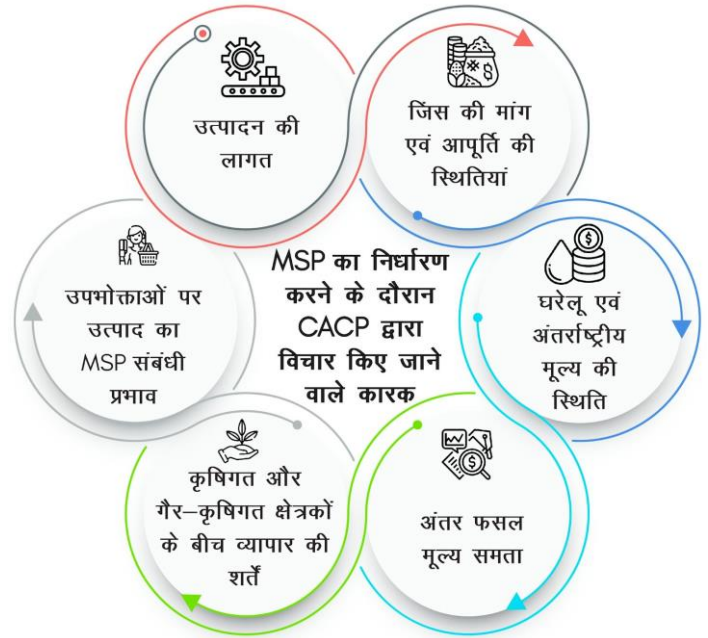 उत्पादन की
लागत
जिंस की मांग
एवं आपूर्ति की
स्थितियां
घरेलू एवं
अंतर्राष्ट्रीय
मूल्य की
स्थिति
अंतर फसल
मूल्य समता
कृषिगत और
गैर–कृषिगत क्षेत्रकों
के बीच व्यापार की
शर्तें
उपभोक्ताओं पर
उत्पाद का
MSP संबंधी
प्रभाव
MSP का निर्धारण
करने के दौरान
CACP द्वारा
विचार किए जाने
वाले कारक